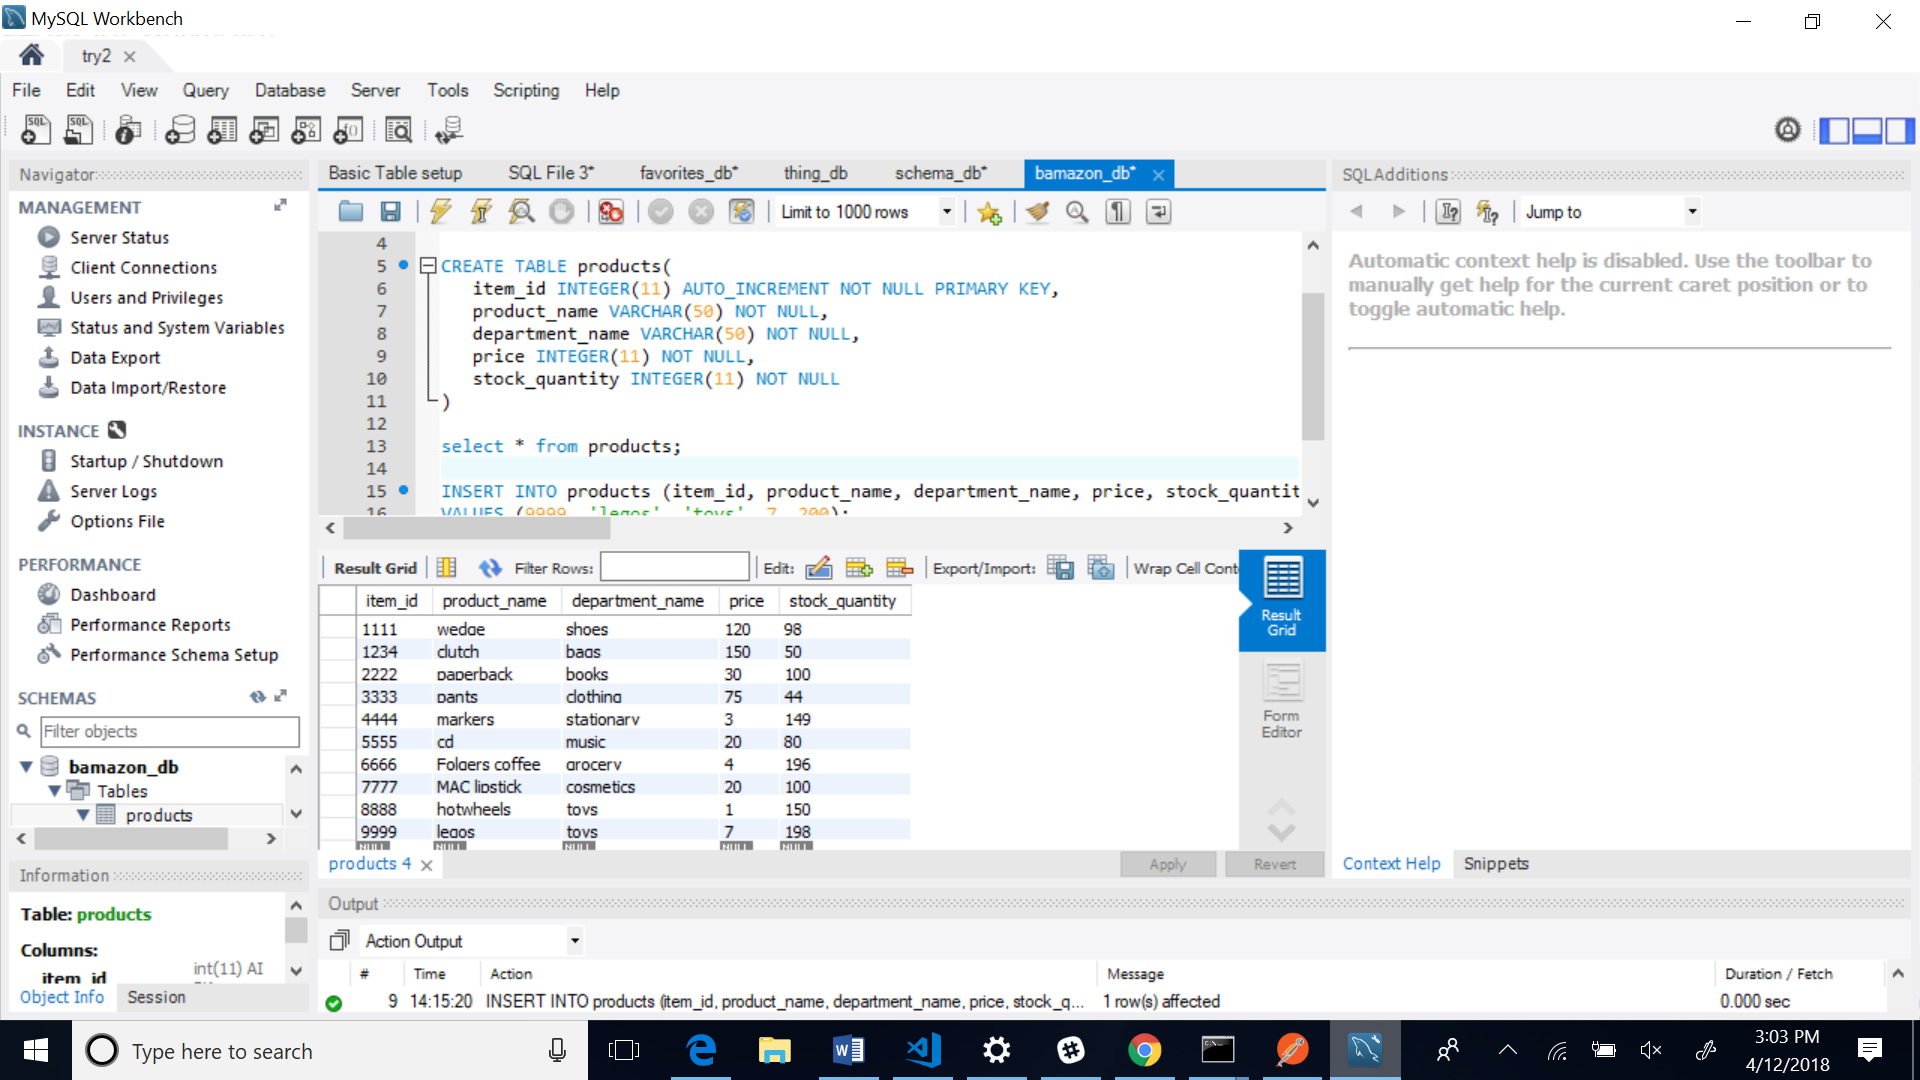 MySQL Workbench
try2
File Edit View Query Database Server Tools Scripting Help
Navigator
MANAGEMENT
Server Status
Client Connections
Users and Privileges
Status and System Variables
Data Export
Data Import/Restore
INSTANCE
Startup / Shutdown
Server Logs
Options File
PERFORMANCE
Dashboard
Performance Reports
Performance Schema Setup
SCHEMAS
Filter objects
bamazon_db
Tables
products
Information
Table: products
Columns:
item_id int(11) AI
Object Info Session
Basic Table setup SQL File 3* favorites_db* thing_db schema_db* bamazon_db*
Limit to 1000 rows
4
5 CREATE TABLE products(
6 item_id INTEGER(11) AUTO_INCREMENT NOT NULL PRIMARY KEY,
7 product_name VARCHAR(50) NOT NULL,
8 department_name VARCHAR(50) NOT NULL,
9 price INTEGER(11) NOT NULL,
10 stock_quantity INTEGER(11) NOT NULL
11 )
12
13 select * from products;
14
15 INSERT INTO products (item_id, product_name, department_name, price, stock_quantit
16 VALUES (9999, 'legos', 'toys', 7, 200);
Result Grid Filter Rows: Edit: Export/Import: Wrap Cell Conte
item_id product_name department_name price stock_quantity
1111 wedge shoes 120 98
1234 clutch bags 150 50
2222 paperback books 30 100
3333 pants clothing 75 44
4444 markers stationary 3 149
5555 cd music 20 80
6666 Folgers coffee grocery 4 196
7777 MAC lipstick cosmetics 20 100
8888 hotwheels toys 1 150
9999 legos toys 7 198
NULL NULL NULL NULL NULL
Result
Grid
Form
Editor
products 4 Apply Revert
Output
Action Output
# Time Action Message Duration / Fetch
9 14:15:20 INSERT INTO products (item_id, product_name, department_name, price, stock_q... 1 row(s) affected 0.000 sec
SQLAdditions
Jump to
Automatic context help is disabled. Use the toolbar to
manually get help for the current caret position or to
toggle automatic help.
Context Help Snippets
Type here to search
3:03 PM
4/12/2018